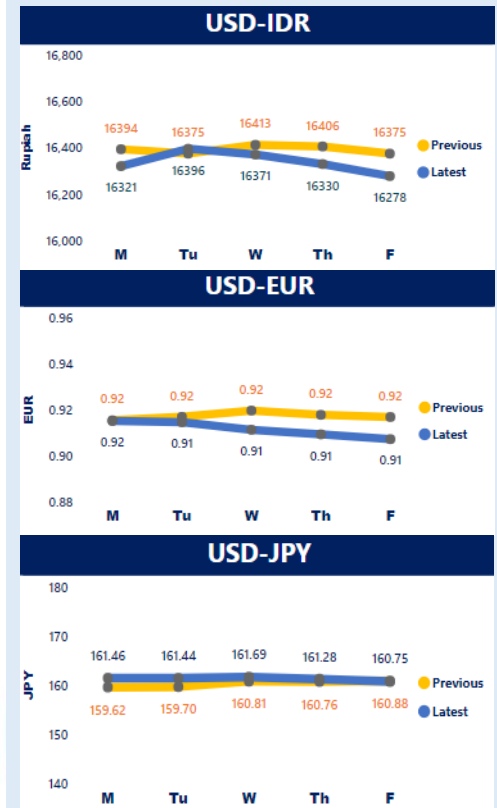 USD-IDR
16,800
16,600
16,400
16,200
16,000
Rupiah
16394 16375 16413 16406 16375
16321 16396 16371 16330 16278
Previous
Latest
M Tu W Th F
USD-EUR
0.96
0.94
0.92
0.90
0.88
EUR
0.92 0.92 0.92 0.92 0.92
0.92 0.91 0.91 0.91 0.91
Previous
Latest
M Tu W Th F
USD-JPY
180
170
160
150
140
JPY
161.46 161.44 161.69 161.28 160.75
159.62 159.70 160.81 160.76 160.88
Previous
Latest
M Tu W Th F